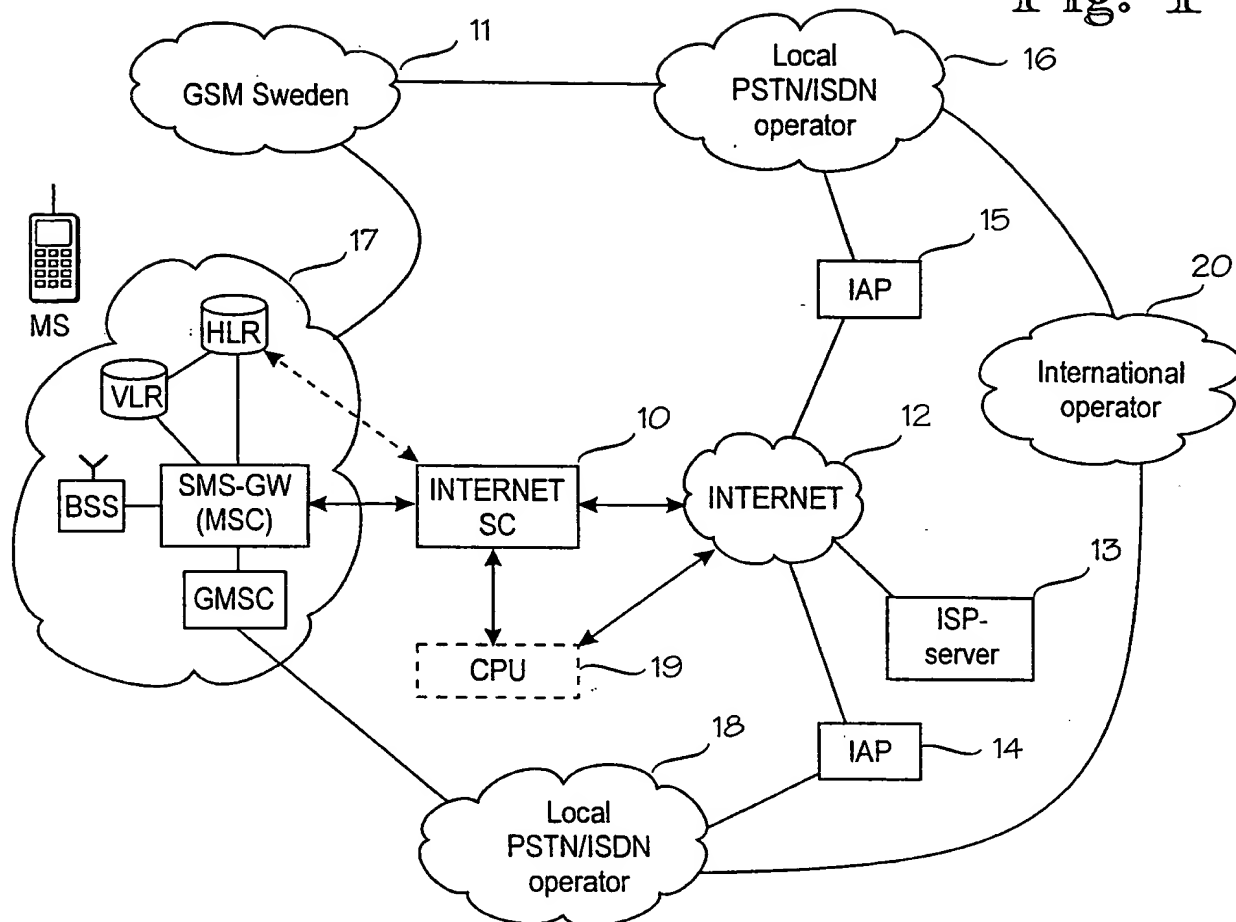 Fig. 1
11
GSM Sweden
Local
PSTN/ISDN
operator
16
MS
17
15
IAP
20
HLR
VLR
International
operator
10
12
BSS
SMS-GW
(MSC)
INTERNET
SC
INTERNET
13
GMSC
ISP-
server
CPU
19
18
IAP
14
Local
PSTN/ISDN
operator